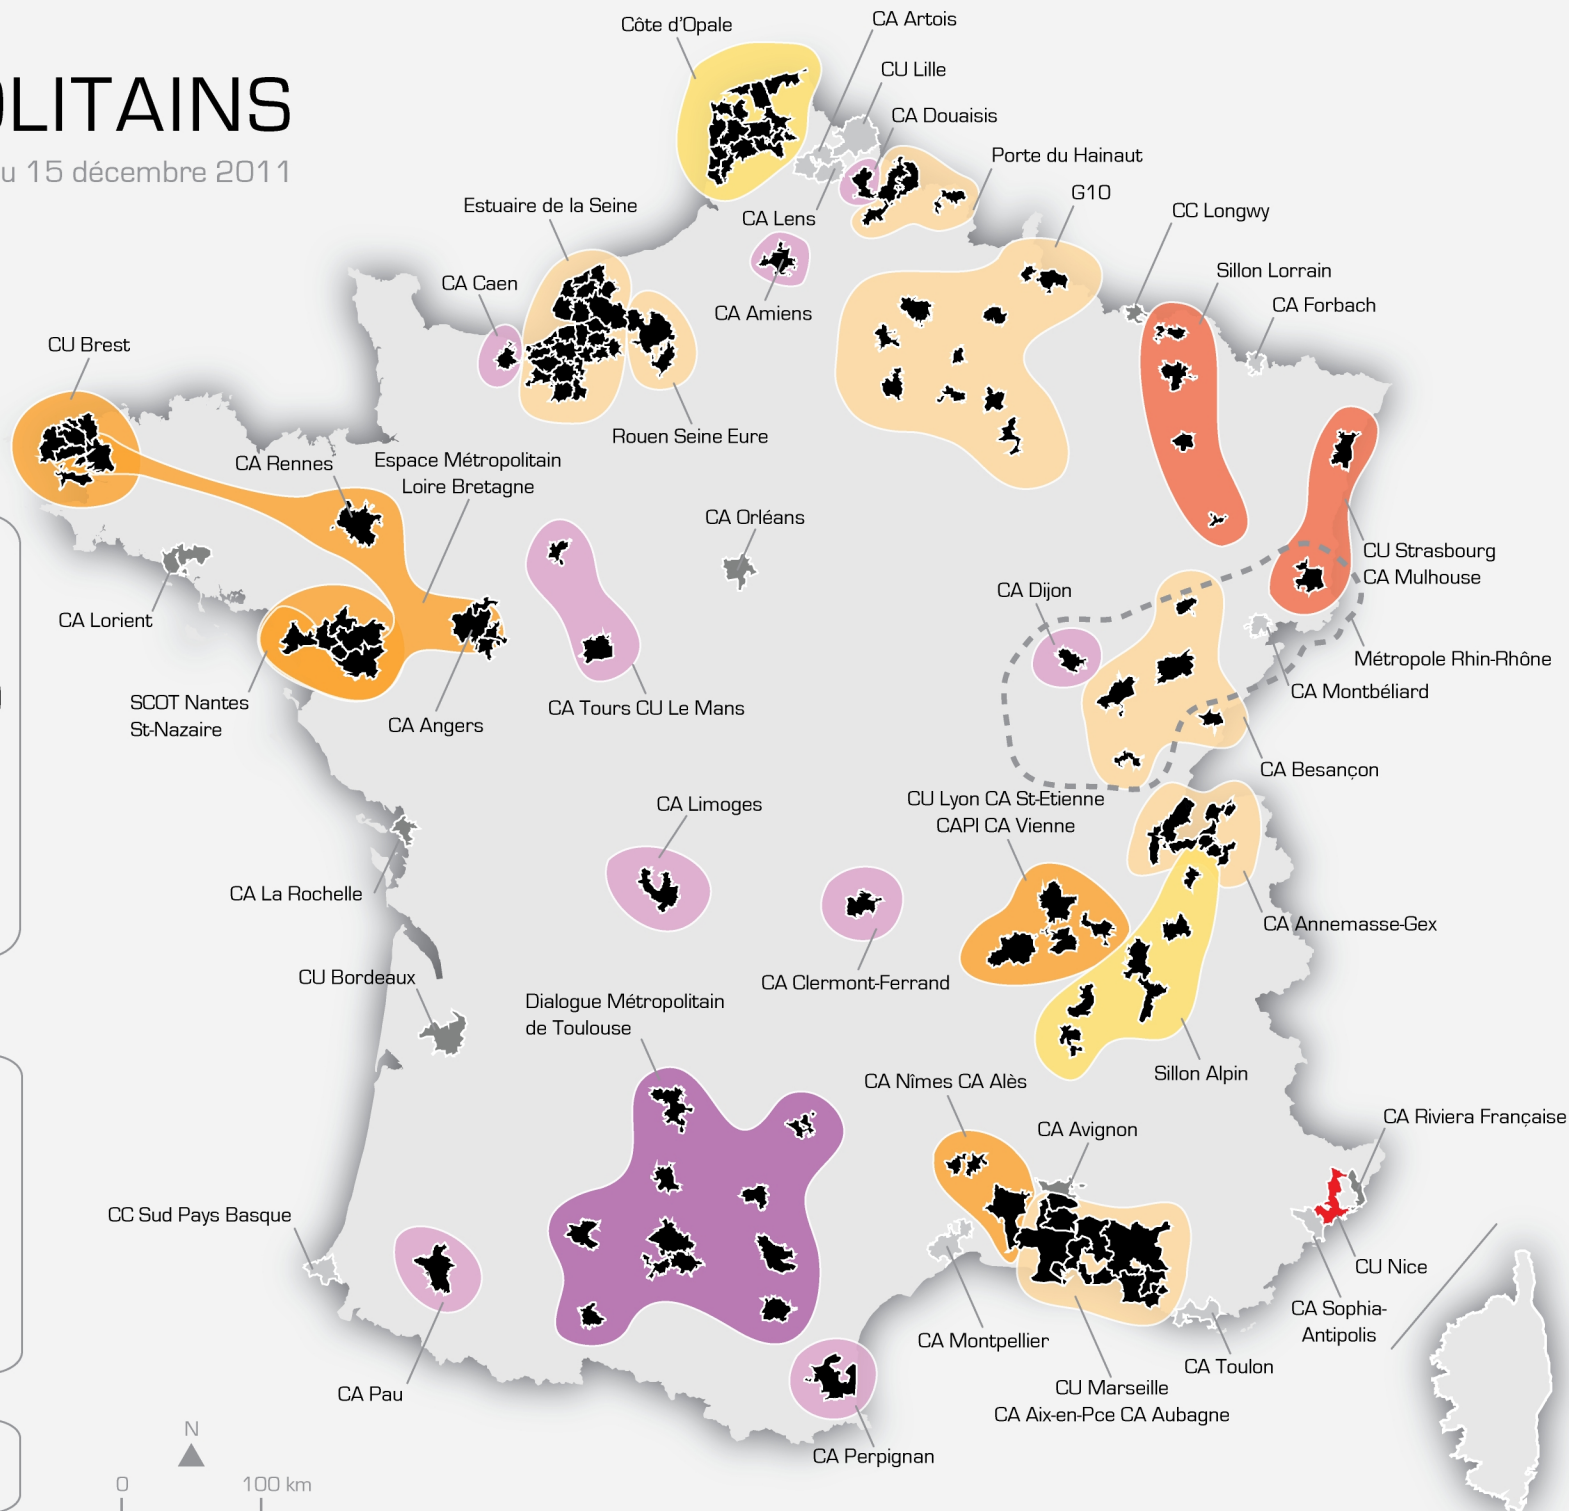 OLITAINS
u 15 décembre 2011
Côte d'Opale
CA Artois
CU Lille
CA Douaisis
Porte du Hainaut
G10
CC Longwy
Sillon Lorrain
CA Forbach
CA Lens
Estuaire de la Seine
CA Caen
CA Amiens
CU Brest
Rouen Seine Eure
CA Rennes
Espace Métropolitain
Loire Bretagne
CA Orléans
CU Strasbourg
CA Mulhouse
CA Dijon
CA Lorient
Métropole Rhin-Rhône
CA Montbéliard
SCOT Nantes
St-Nazaire
CA Angers
CA Tours CU Le Mans
CA Besançon
CU Lyon CA St-Etienne
CAPI CA Vienne
CA Limoges
CA La Rochelle
CA Annemasse-Gex
CU Bordeaux
CA Clermont-Ferrand
Dialogue Métropolitain
de Toulouse
Sillon Alpin
CA Nîmes CA Alès
CA Avignon
CA Riviera Française
CC Sud Pays Basque
CU Nice
CA Sophia-
Antipolis
CA Montpellier
CA Toulon
CU Marseille
CA Aix-en-Pce CA Aubagne
CA Pau
CA Perpignan
N
0 100 km